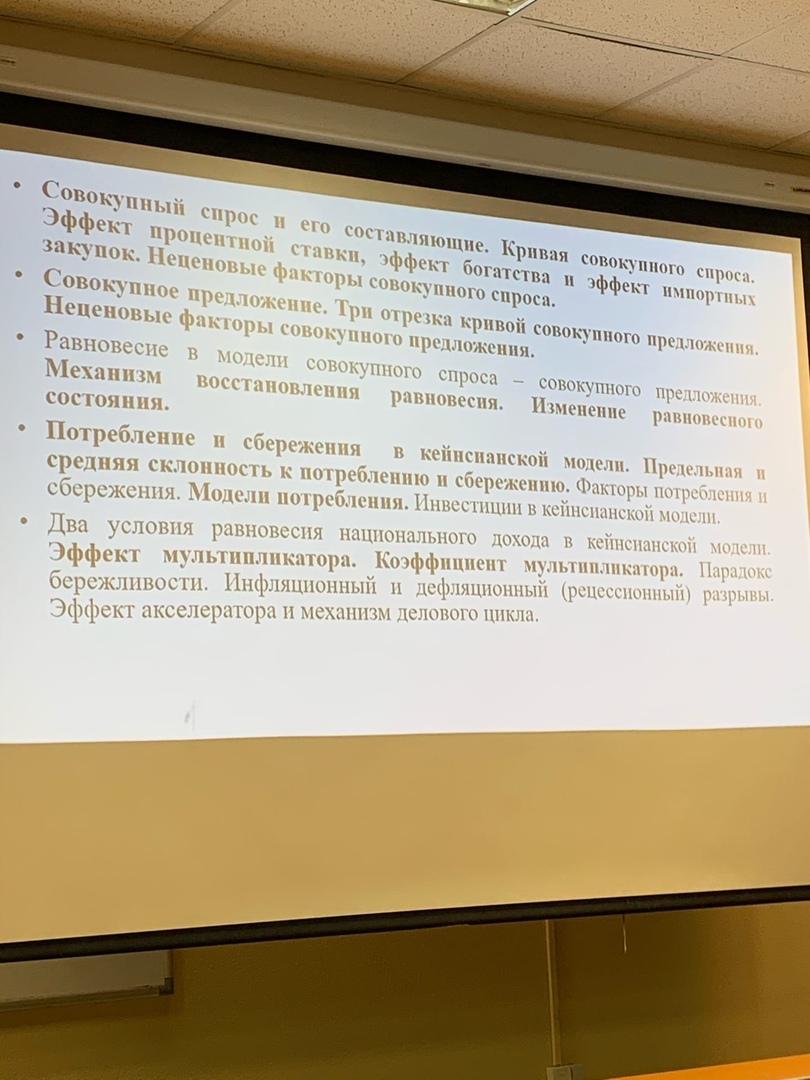 • Совокупный спрос и его составляющие. Кривая совокупного спроса.
Эффект процентной ставки, эффект богатства и эффект импортных
закупок. Неценовые факторы совокупного спроса.
• Совокупное предложение. Три отрезка кривой совокупного предложения.
Неценовые факторы совокупного предложения.
• Равновесие в модели совокупного спроса – совокупного предложения.
Механизм восстановления равновесия. Изменение равновесного
состояния.
• Потребление и сбережения в кейнсианской модели. Предельная и
средняя склонность к потреблению и сбережению. Факторы потребления и
сбережения. Модели потребления. Инвестиции в кейнсианской модели.
• Два условия равновесия национального дохода в кейнсианской модели.
Эффект мультипликатора. Коэффициент мультипликатора. Парадокс
бережливости. Инфляционный и дефляционный (рецессионный) разрывы.
Эффект акселератора и механизм делового цикла.